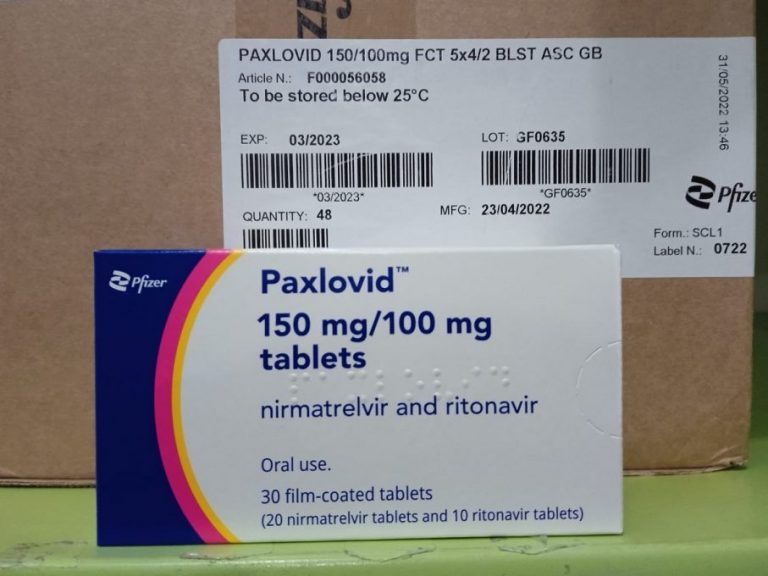 PAXLOVID 150/100mg FCT 5x4/2 BLST ASC GB
Article N.: F000056058
To be stored below 25°C
EXP: 03/2023
LOT: GF0635
*03/2023*
*GF0635*
QUANTITY: 48
MFG: 23/04/2022
31/05/2022 13:46
Pfize
Form.: SCL1
Label N.: 0722
Pfizer
Paxlovid™
150 mg/100 mg
tablets
nirmatrelvir and ritonavir
Oral use.
30 film-coated tablets
(20 nirmatrelvir tablets and 10 ritonavir tablets)